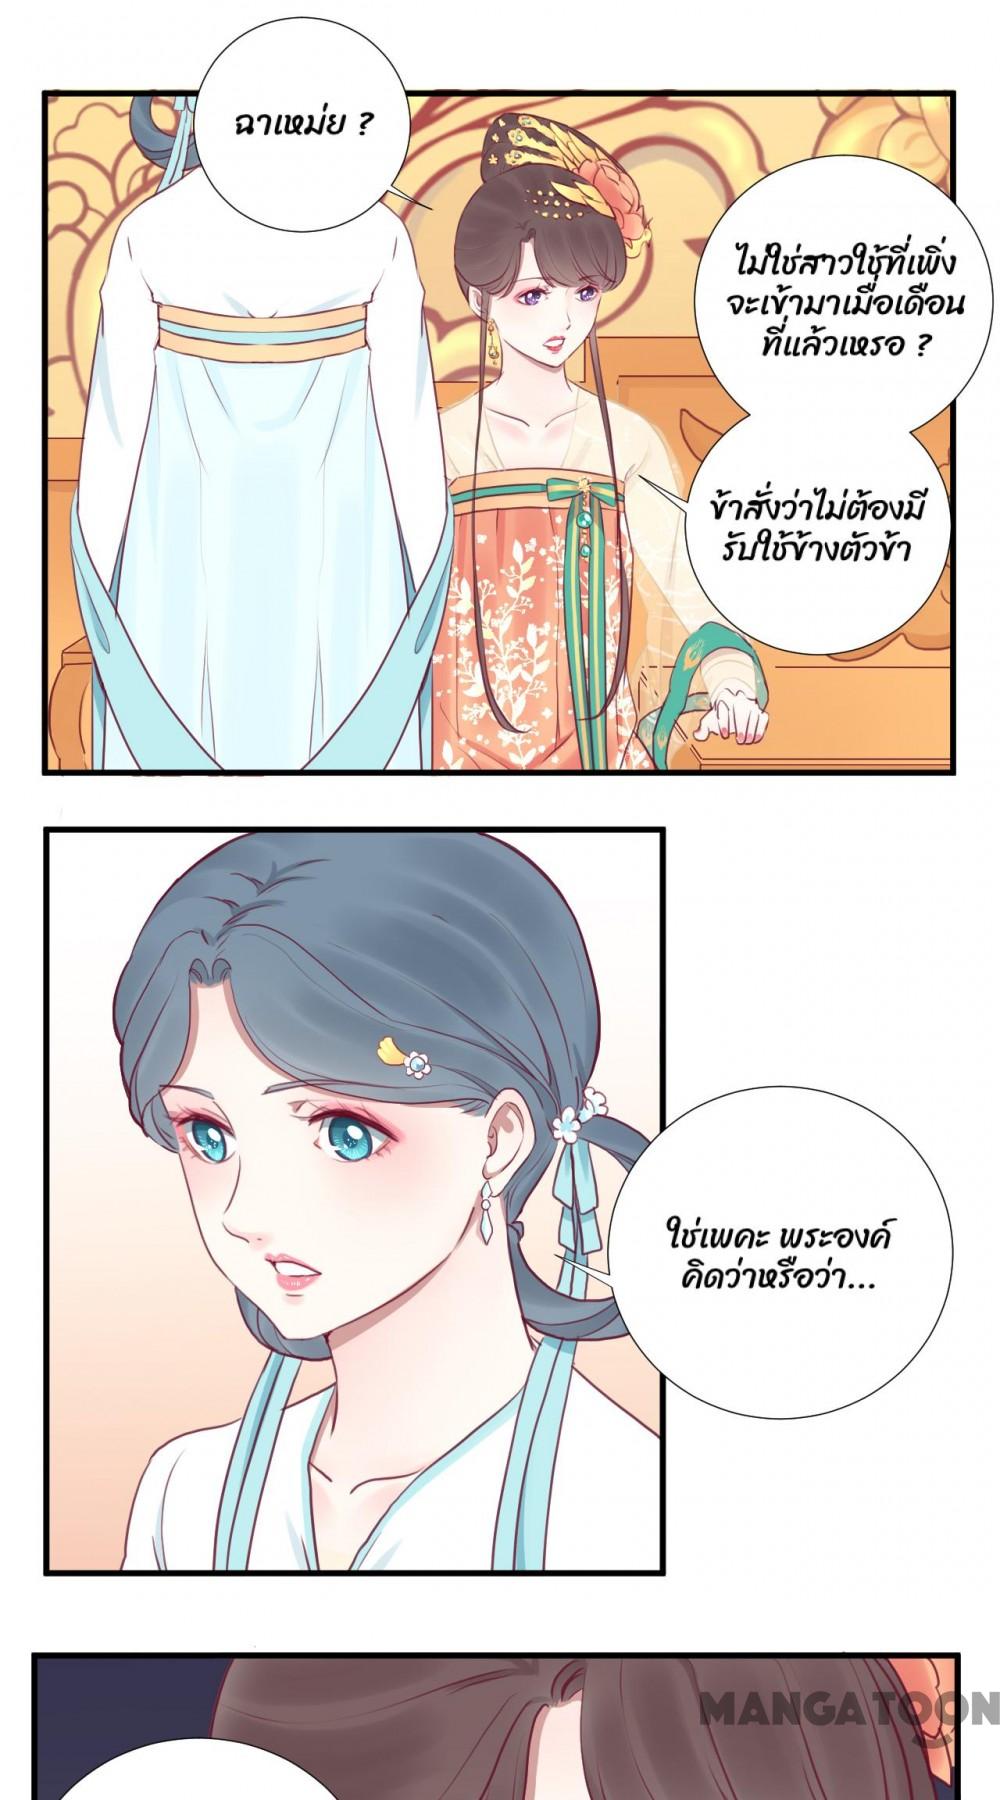 ฉาเหม่ย ?
ไม่ใช่สาวใช้ที่เพิ่ง
จะเข้ามาเมื่อเดือน
ที่แล้วเหรอ ?
ข้าสั่งว่าไม่ต้องมี
รับใช้ข้างตัวข้า
ใช่เพคะ พระองค์
คิดว่าหรือว่า...
MANGATOON